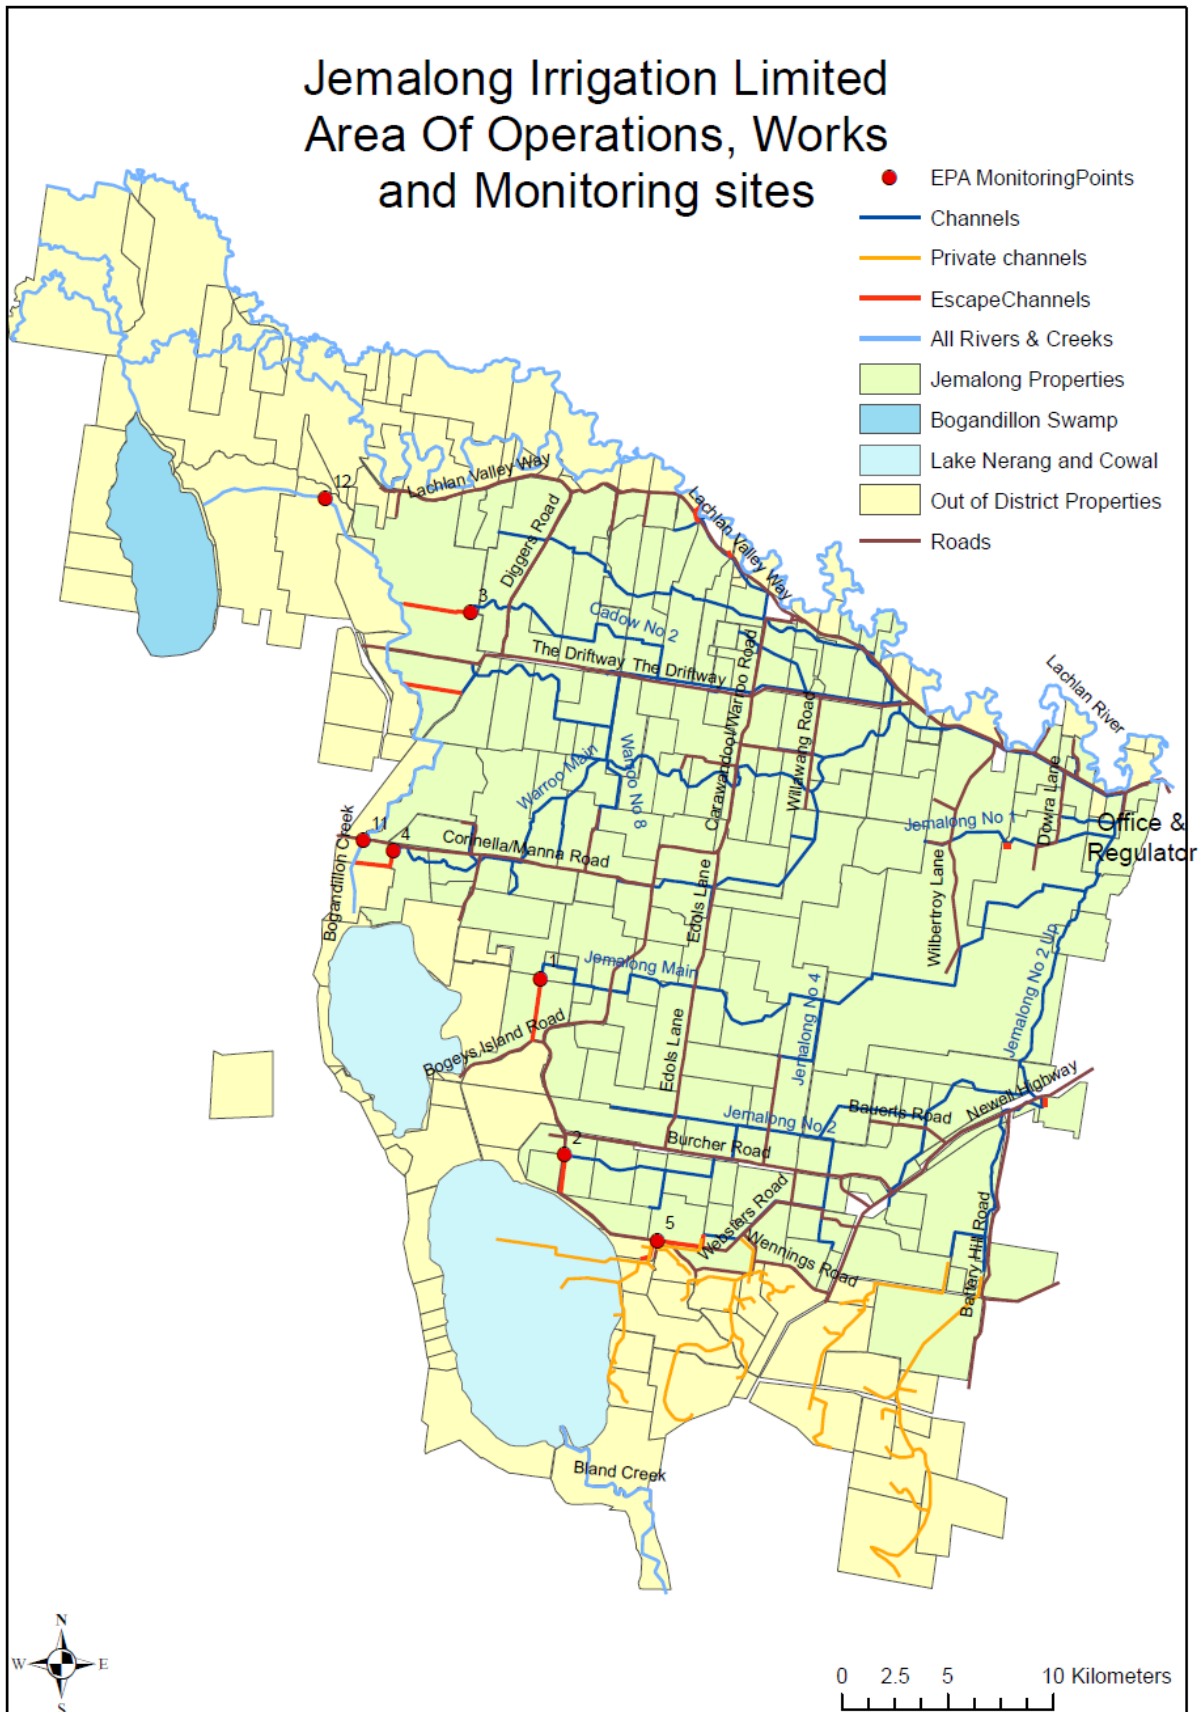 Jemalong Irrigation Limited
Area Of Operations, Works
and Monitoring sites
EPA MonitoringPoints
Channels
Private channels
EscapeChannels
All Rivers & Creeks
Jemalong Properties
Bogandillon Swamp
Lake Nerang and Cowal
Out of District Properties
Roads
12
Lachlan Valley Way
Lachlan Valley Way
Diggers Road
3
Cadow No 2
The Driftway
The Driftway
Carawandool/Warroo Road
Willawang Road
Lachlan River
Warroo Main
Warroo No 8
Dowra Lane
Jemalong No 1
Office &
Regulator
Bogandillon Creek
11
4
Corinella/Manna Road
Edols Lane
Wilbertroy Lane
1
Jemalong Main
Jemalong No 4
Jemalong No 2 Up
Bogeys Island Road
Edols Lane
Newell Highway
Bauerts Road
Jemalong No 2
2
Burcher Road
5
Websters Road
Wennings Road
Battery Hill Road
Bland Creek
N
W
E
S
0 2.5 5 10 Kilometers